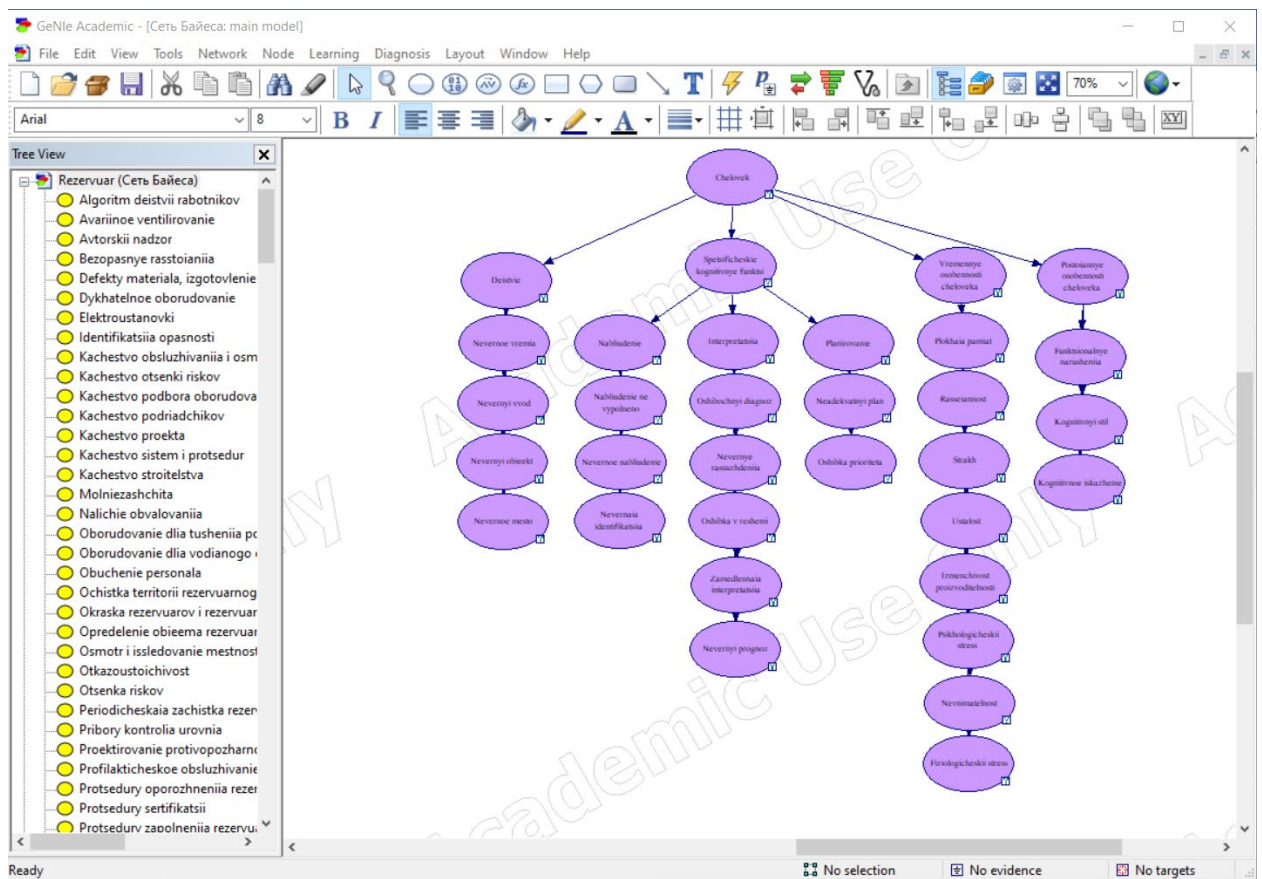 GeNIe Academic - [Сеть Байеса: main model]
File Edit View Tools Network Node Learning Diagnosis Layout Window Help
70%
Arial 8 B I A XY
Tree View
Rezervuar (Сеть Байеса)
Algoritm deistvii rabotnikov
Avariinoe ventilirovanie
Avtorskii nadzor
Bezopasnye rasstoianiia
Defekty materiala, izgotovlenie
Dykhatelnoe oborudovanie
Elektroustanovki
Identifikatsiia opasnosti
Kachestvo obsluzhivaniia i osm
Kachestvo otsenki riskov
Kachestvo podbora oborudova
Kachestvo podriadchikov
Kachestvo proekta
Kachestvo sistem i protsedur
Kachestvo stroitelstva
Molniezashchita
Nalichie obvalovaniia
Oborudovanie dlia tusheniia po
Oborudovanie dlia vodianogo
Obuchenie personala
Ochistka territorii rezervuarnog
Okraska rezervuarov i rezervuar
Opredelenie obieema rezervuar
Osmotr i issledovanie mestnost
Otkazoustoichivost
Otsenka riskov
Periodicheskaia zachistka rezer
Pribory kontrolia urovnia
Proektirovanie protivopozharno
Profilakticheskoe obsluzhivanie
Protsedury oporozhneniia rezer
Protsedury sertifikatsii
Protsedury zapolneniia rezervu
Chelovek
Deistvie
Spetsificheskie
kognitivnye funktsi
Vremennye
osobennosti
cheloveka
Postoiannye
osobennosti
cheloveka
Nevernoe vremia
Nabliudenie
Interpretatsiia
Planirovanie
Plokhaia pamiat
Funktsionalnye
narusheniia
Nevernyi vvod
Nabliudenie ne
vypolneno
Oshibochnyi diagnoz
Neadekvatnyi plan
Rasseiannost
Kognitivnyi stil
Nevernyi obieekt
Nevernoe nabliudenie
Nevernye
rassuzhdeniia
Oshibka prioriteta
Strakh
Kognitivnoe iskazhenie
Nevernoe mesto
Nevernaia
identifikatsiia
Oshibka v reshenii
Ustalost
Zamedlennaia
interpretatsiia
Izmenchivost
proizvoditelnosti
Nevernyi prognoz
Psikhologicheskii
stress
Nevnimatelnost
Fiziologicheskii stress
Academic Use Only
Ready No selection No evidence No targets